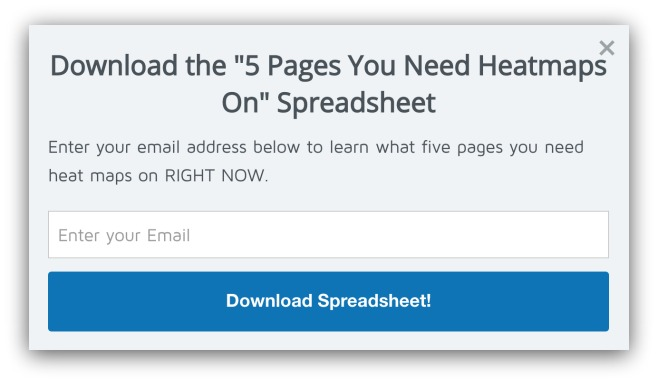 Download the "5 Pages You Need Heatmaps
On" Spreadsheet
Enter your email address below to learn what five pages you need
heat maps on RIGHT NOW.
Enter your Email
Download Spreadsheet!